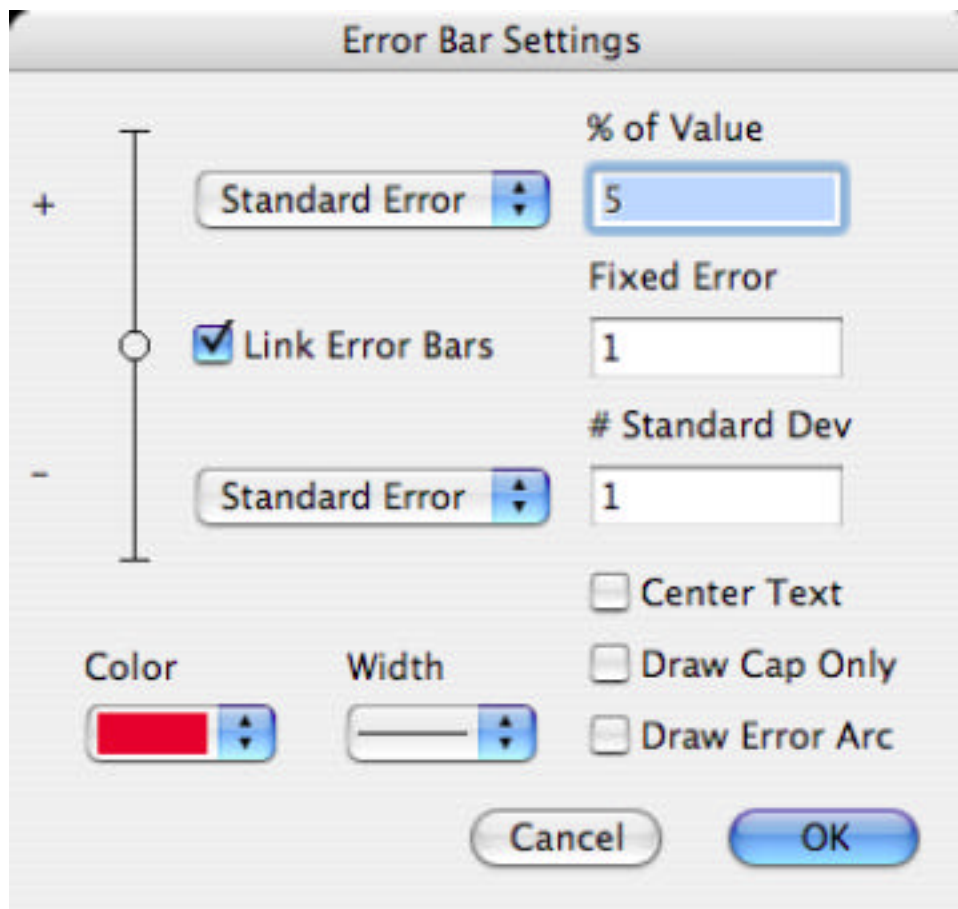 Error Bar Settings
% of Value
+
Standard Error
5
Fixed Error
Link Error Bars
1
# Standard Dev
-
Standard Error
1
Center Text
Color
Width
Draw Cap Only
Draw Error Arc
Cancel
OK